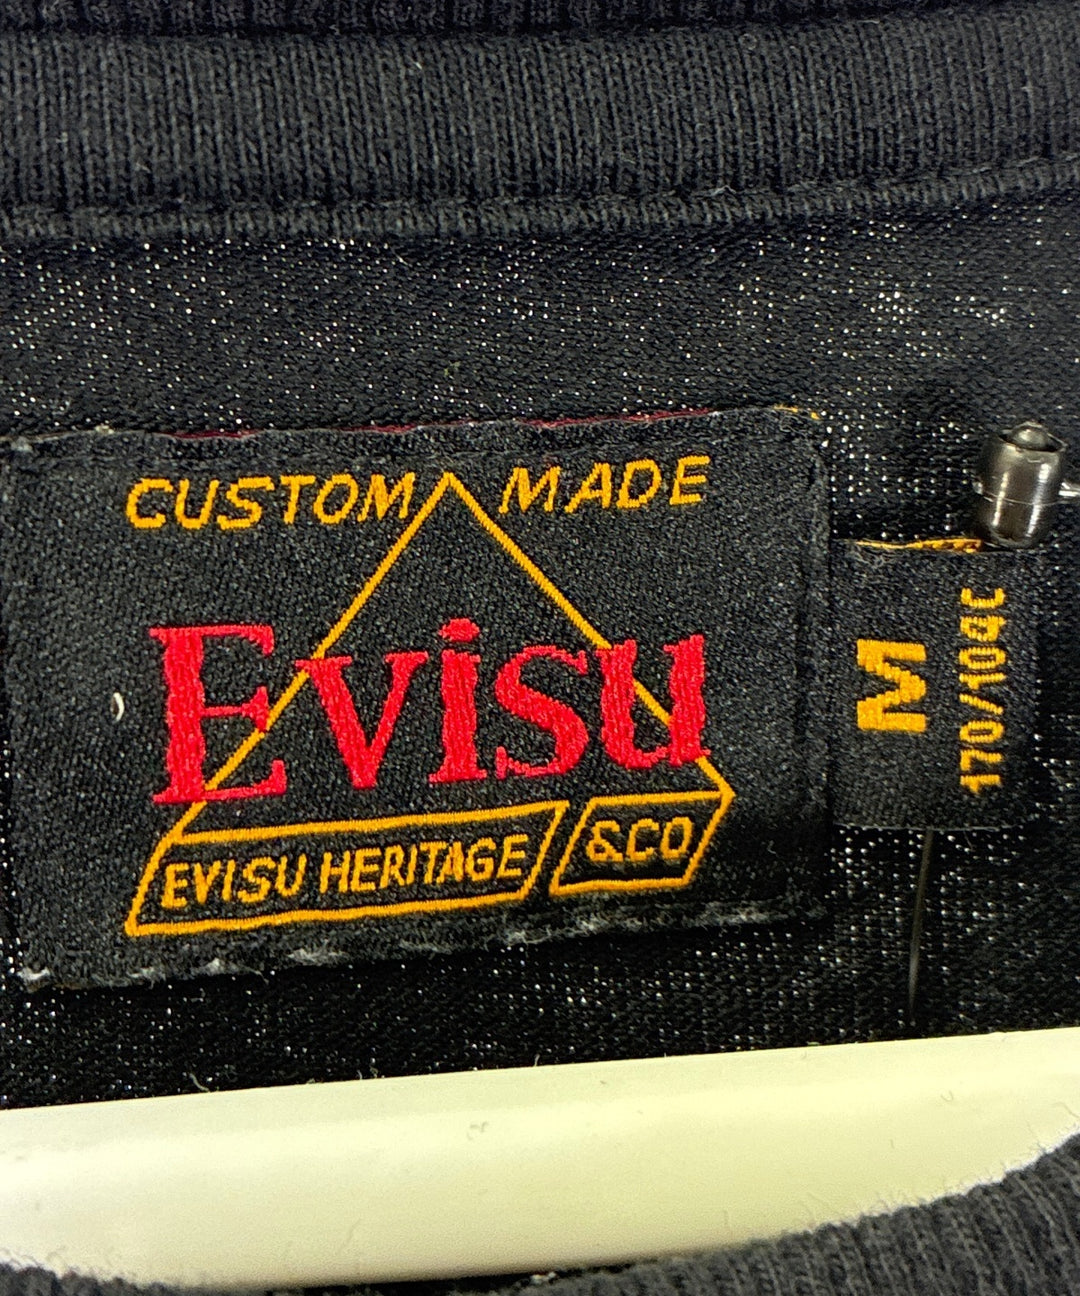 CUSTOM MADE
Evisu
EVISU HERITAGE &CO
M
170/104C